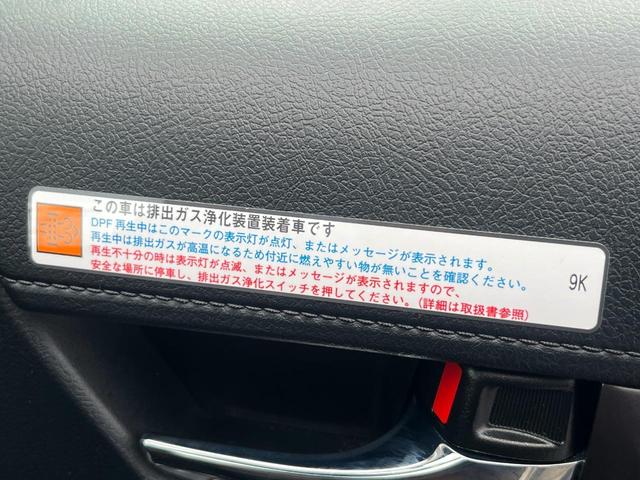 この車は排出ガス浄化装置装着車です
DPF再生中はこのマークの表示灯が点灯、またはメッセージが表示されます。
再生中は排出ガスが高温になるため付近に燃えやすい物が無いことを確認ください。
再生不十分の時は表示灯が点滅、またはメッセージが表示されますので、
安全な場所に停車し、排出ガス浄化スイッチを押してください。(詳細は取扱書参照)
9K